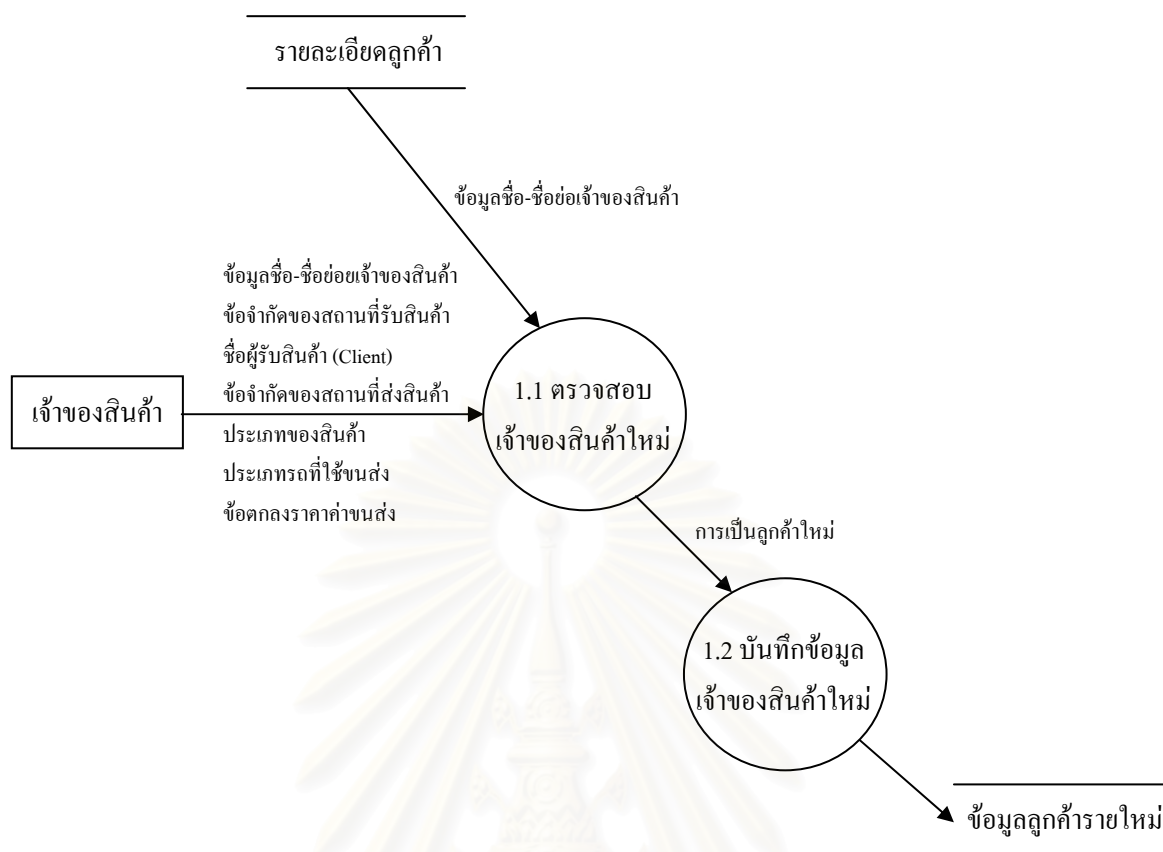 รายละเอียดลูกค้า
ข้อมูลชื่อ-ชื่อย่อเจ้าของสินค้า
ข้อมูลชื่อ-ชื่อย่อยเจ้าของสินค้า
ข้อจำกัดของสถานที่รับสินค้า
ชื่อผู้รับสินค้า (Client)
ข้อจำกัดของสถานที่ส่งสินค้า
ประเภทของสินค้า
ประเภทรถที่ใช้ขนส่ง
ข้อตกลงราคาค่าขนส่ง
เจ้าของสินค้า
1.1 ตรวจสอบ
เจ้าของสินค้าใหม่
การเป็นลูกค้าใหม่
1.2 บันทึกข้อมูล
เจ้าของสินค้าใหม่
ข้อมูลลูกค้ารายใหม่